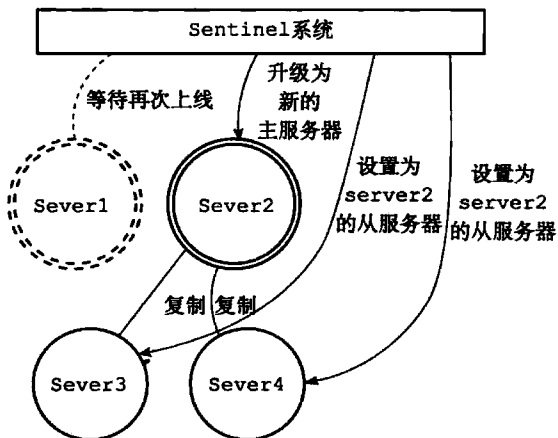 Sentinel系统
等待再次上线
升级为
新的
主服务器
设置为
server2
的从服务器
设置为
server2
的从服务器
Sever1
Sever2
复制
复制
Sever3
Sever4